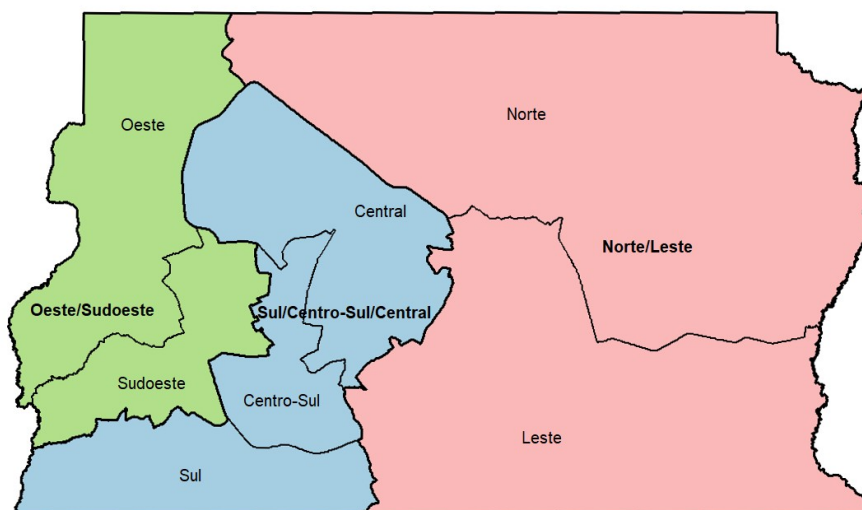 Norte
Oeste
Central
Norte/Leste
Oeste/Sudoeste
Sul/Centro-Sul/Central
Sudoeste
Centro-Sul
Leste
Sul